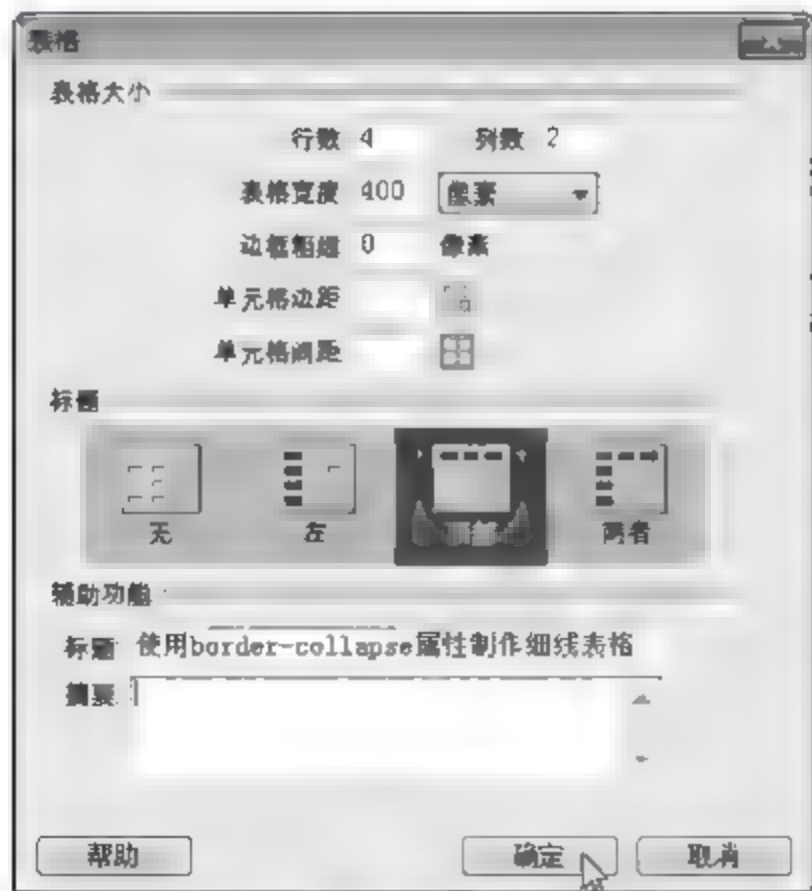 表格
表格大小
行数 4 列数 2
表格宽度 400 像素
边框粗细 0 像素
单元格边距
单元格间距
标题
无 左 两者
辅助功能
标题: 使用border-collapse属性制作细线表格
摘要:
帮助 确定 取消